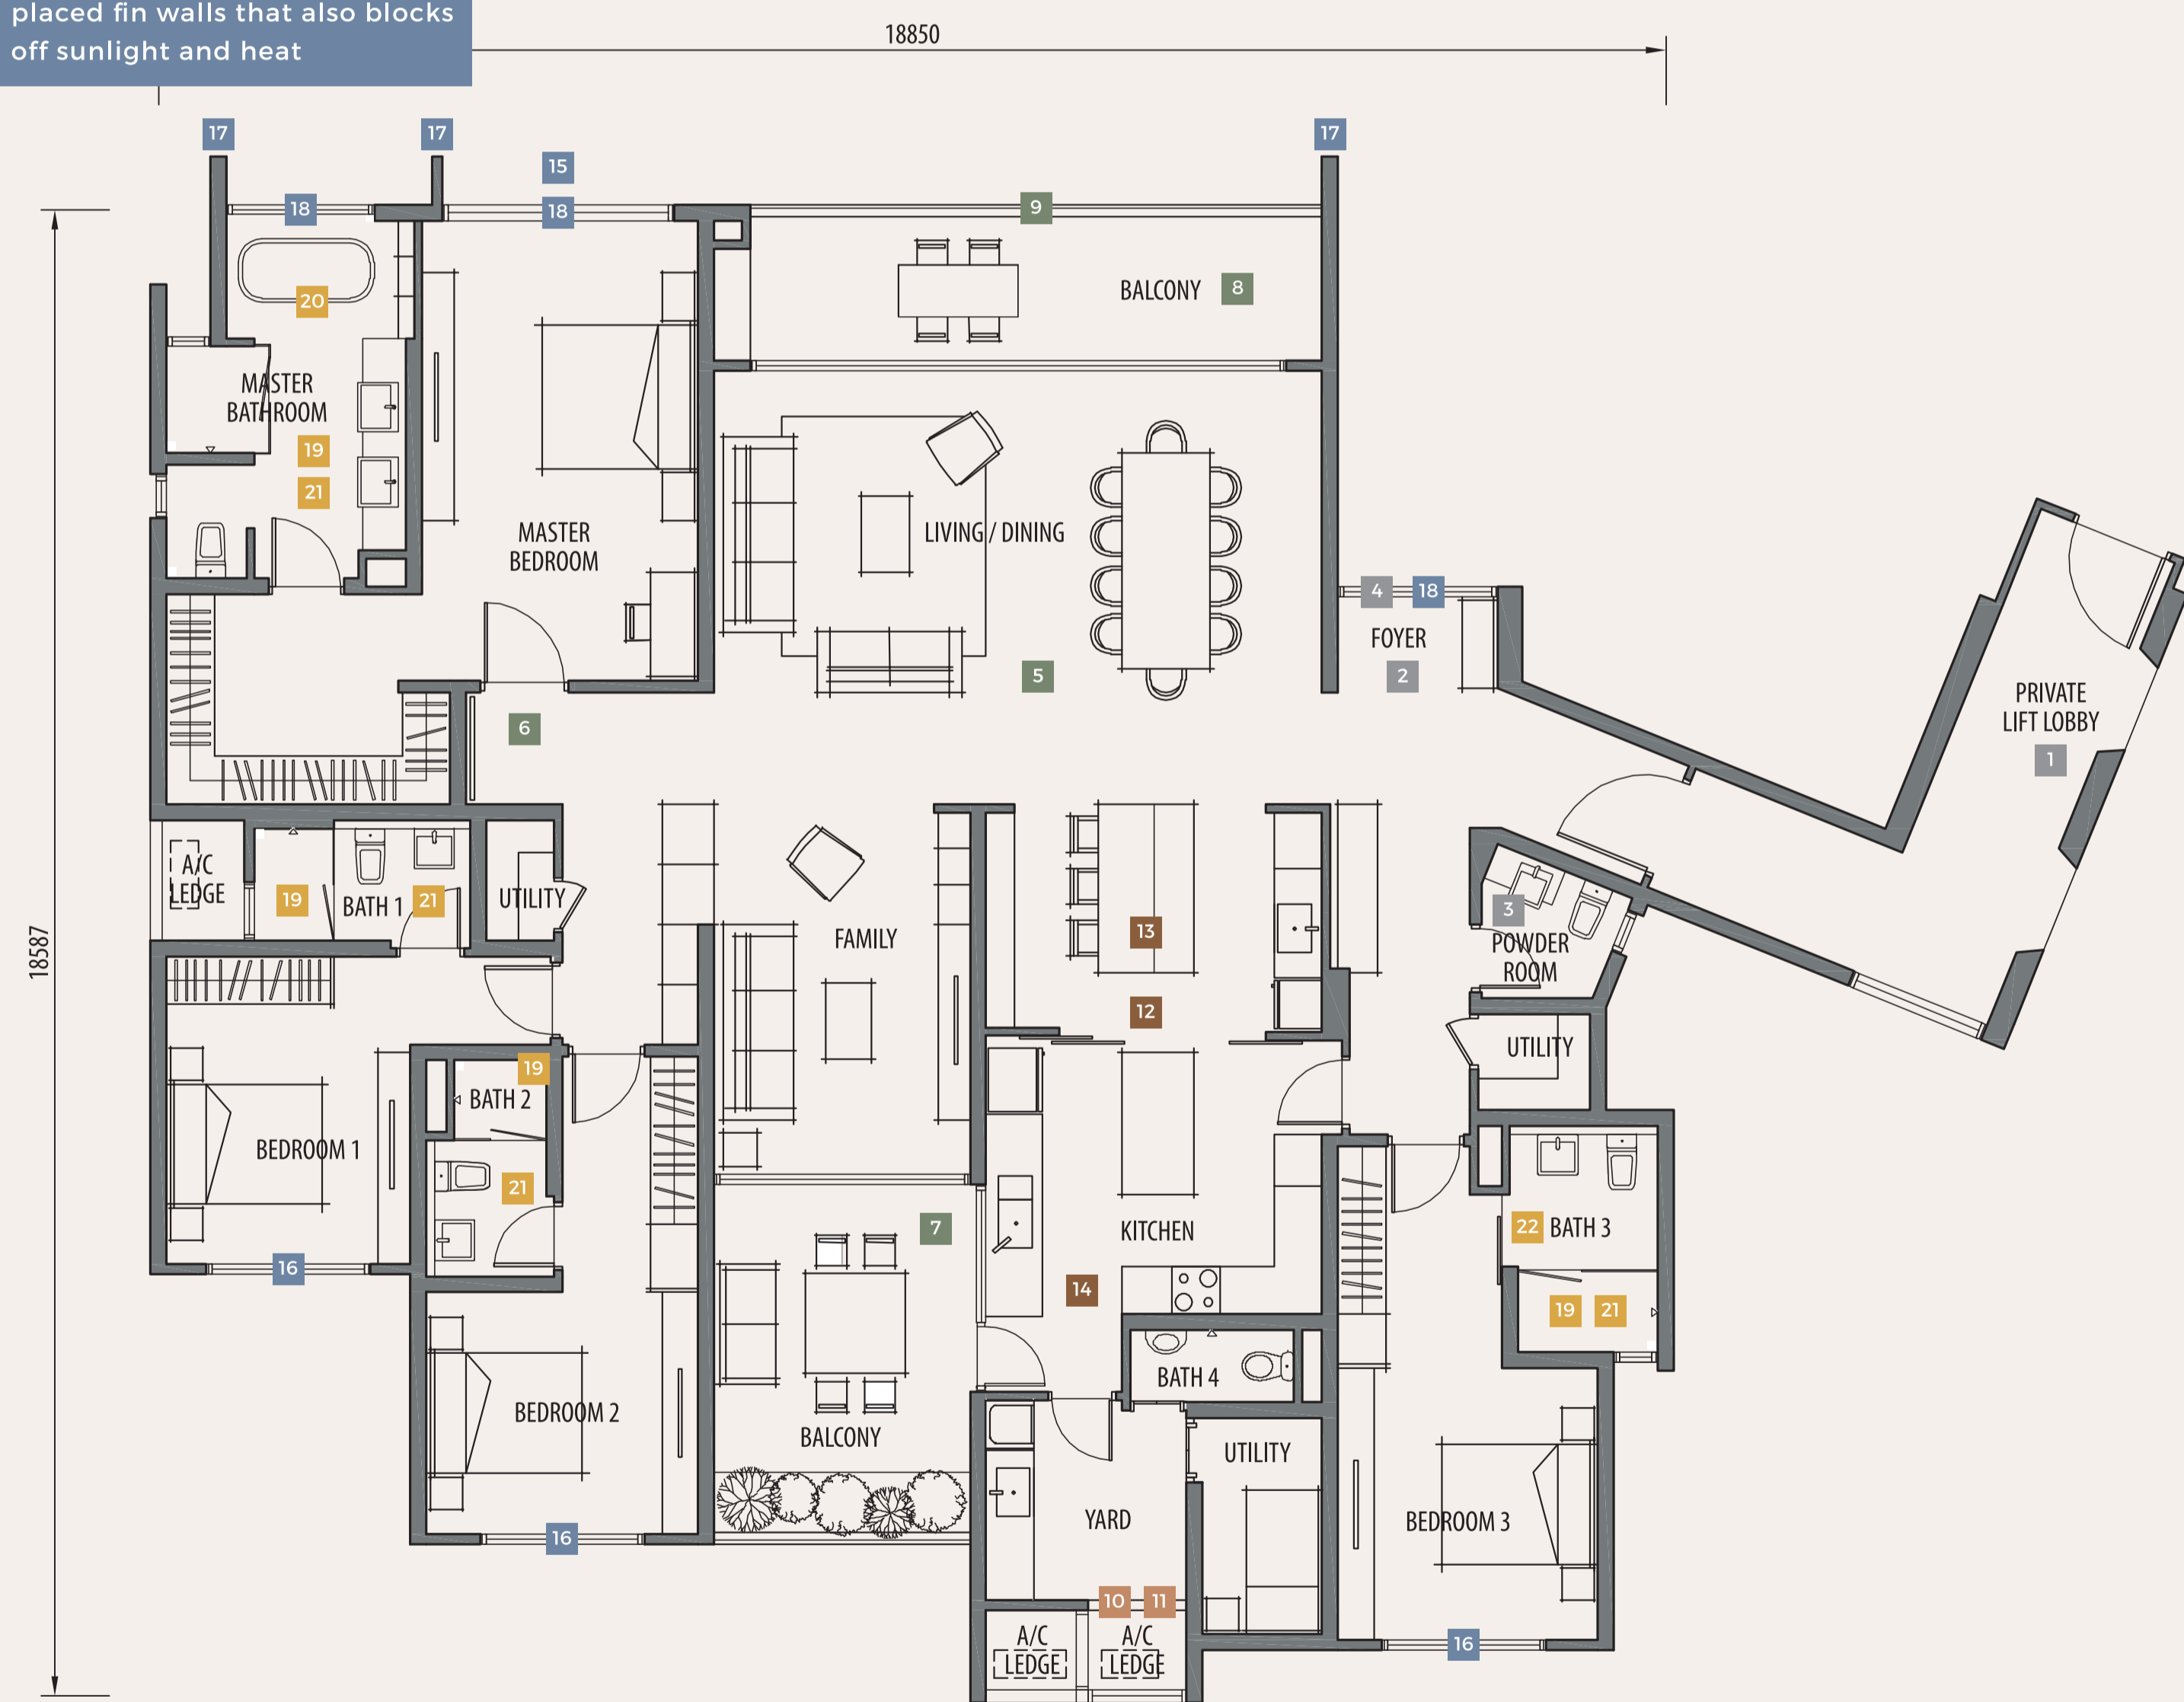 placed fin walls that also blocks
off sunlight and heat
18850
17
17
17
15
18
18
9
BALCONY 8
20
MASTER
BATHROOM
19
21
MASTER
BEDROOM
LIVING / DINING
4 18
FOYER
2
5
6
PRIVATE
LIFT LOBBY
1
A/C
LEDGE
19
BATH 1 21
UTILITY
FAMILY
13
12
3
POWDER
ROOM
UTILITY
18587
19
BATH 2
BEDROOM 1
21
16
7
KITCHEN
14
22 BATH 3
19 21
BATH 4
BEDROOM 2
BALCONY
UTILITY
YARD
BEDROOM 3
16
10 11
A/C
LEDGE
A/C
LEDGE
16